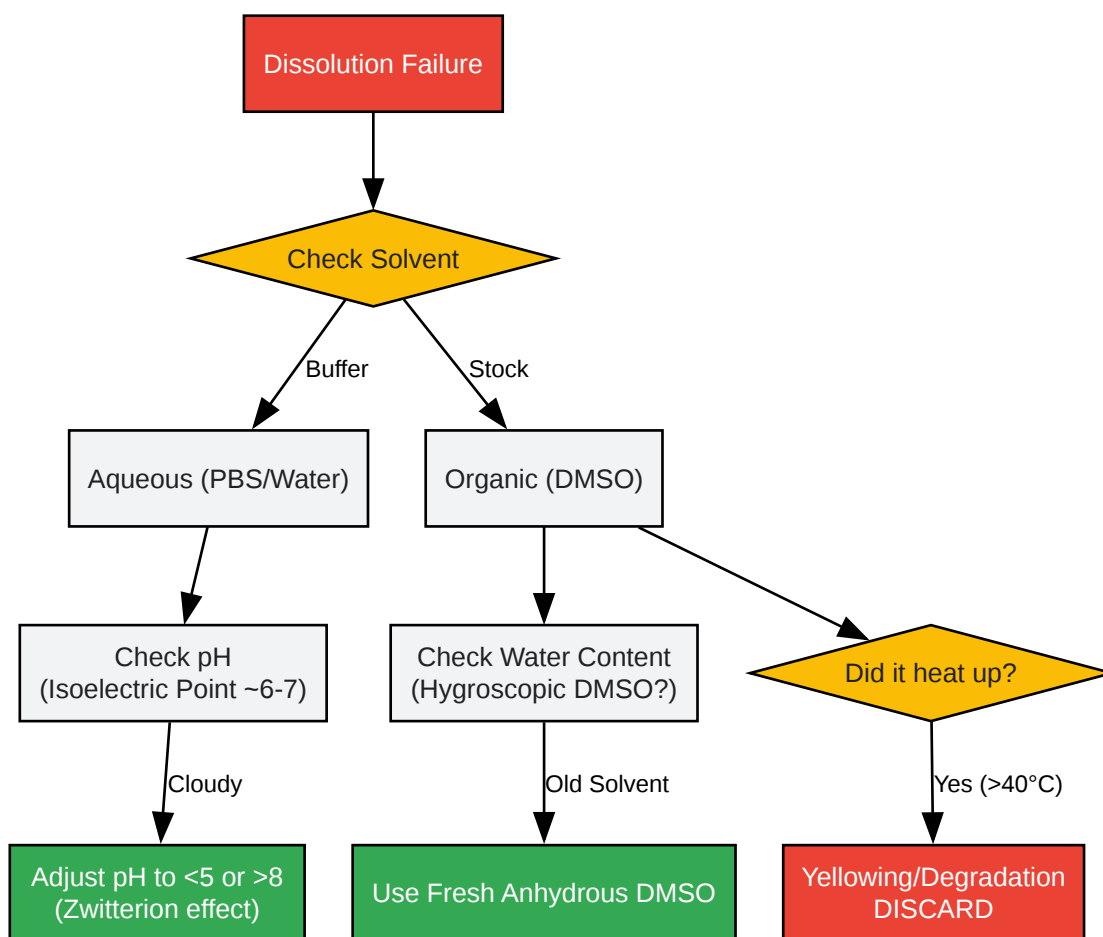 Dissolution Failure
Check Solvent
Buffer
Stock
Aqueous (PBS/Water)
Organic (DMSO)
Check pH
(Isoelectric Point ~6-7)
Check Water Content
(Hygroscopic DMSO?)
Did it heat up?
Cloudy
Old Solvent
Yes (>40°C)
Adjust pH to <5 or >8
(Zwitterion effect)
Use Fresh Anhydrous DMSO
Yellowing/Degradation
DISCARD